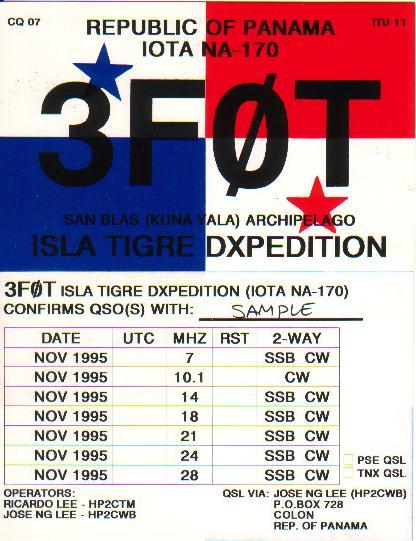 CQ 07
REPUBLIC OF PANAMA
ITU 11
IOTA NA-170
3FØT
SAN BLAS (KUNA YALA) ARCHIPELAGO
ISLA TIGRE DXPEDITION
3FØT ISLA TIGRE DXPEDITION (IOTA NA-170)
CONFIRMS QSO(S) WITH: SAMPLE
DATE UTC MHZ RST 2-WAY
NOV 1995 7 SSB CW
NOV 1995 10.1 CW
NOV 1995 14 SSB CW
NOV 1995 18 SSB CW
NOV 1995 21 SSB CW
NOV 1995 24 SSB CW
NOV 1995 28 SSB CW
PSE QSL
TNX QSL
OPERATORS:
RICARDO LEE - HP2CTM
JOSE NG LEE - HP2CWB
QSL VIA: JOSE NG LEE (HP2CWB)
P.O.BOX 728
COLON
REP. OF PANAMA